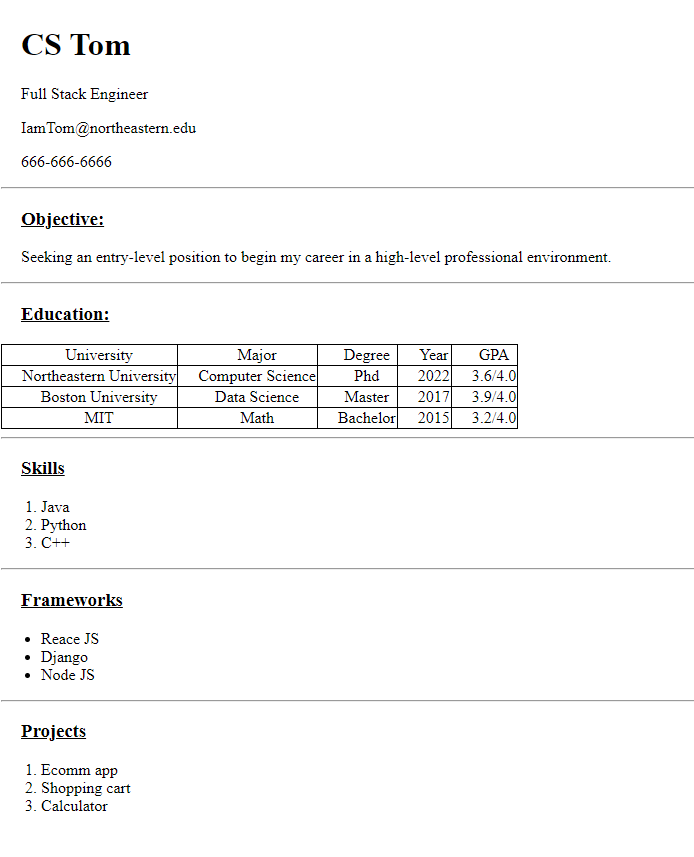 CS Tom
Full Stack Engineer
IamTom@northeastern.edu
666-666-6666
Objective:
Seeking an entry-level position to begin my career in a high-level professional environment.
Education:
University Major Degree Year GPA
Northeastern University Computer Science Phd 2022 3.6/4.0
Boston University Data Science Master 2017 3.9/4.0
MIT Math Bachelor 2015 3.2/4.0
Skills
1. Java
2. Python
3. C++
Frameworks
• Reace JS
• Django
• Node JS
Projects
1. Ecomm app
2. Shopping cart
3. Calculator